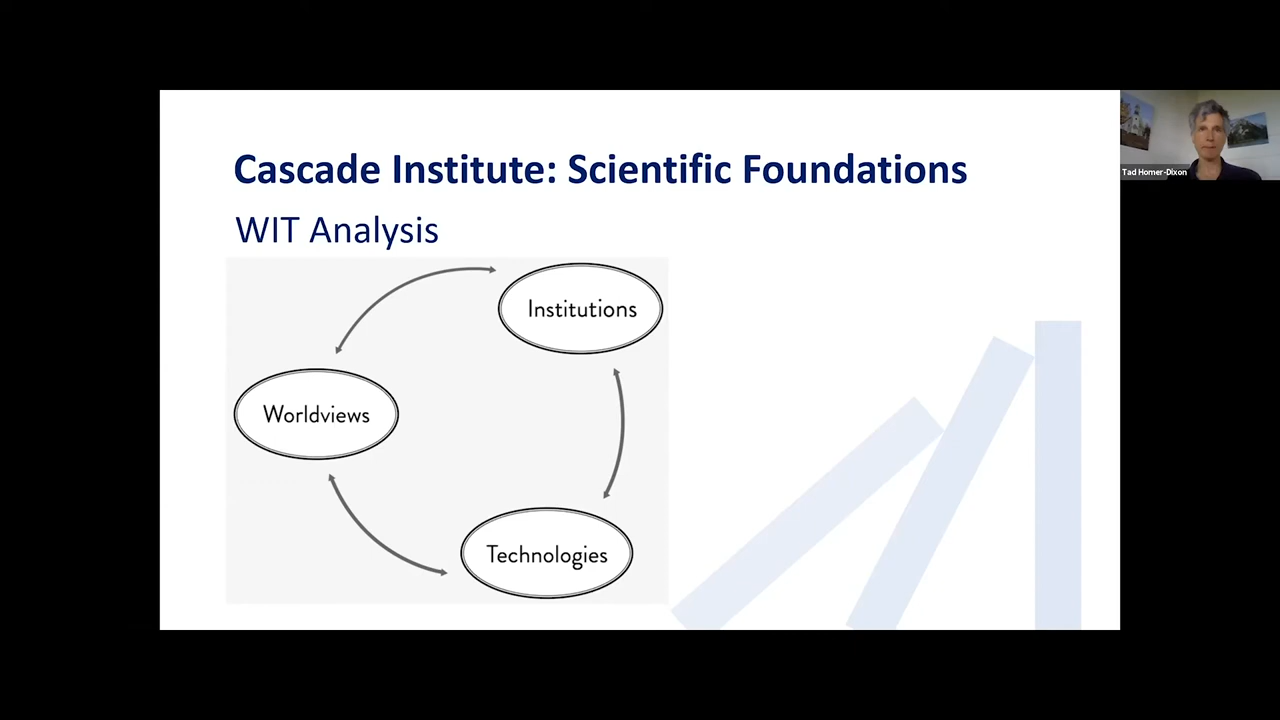 Cascade Institute: Scientific Foundations
WIT Analysis
Institutions
Worldviews
Technologies
Tad Homer-Dixon